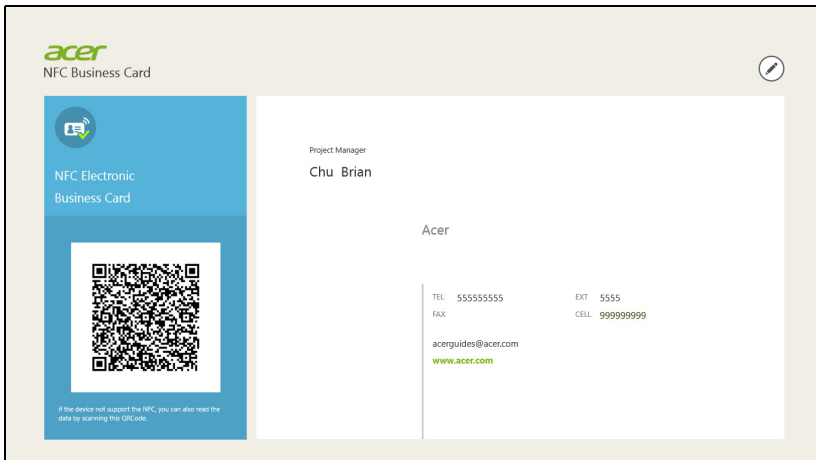 acer
NFC Business Card
NFC Electronic
Business Card
If the device not support the NFC, you can also read the
data by scanning this QRCode.
Project Manager
Chu Brian
Acer
TEL 555555555 EXT 5555
FAX CELL 999999999
acerguides@acer.com
www.acer.com